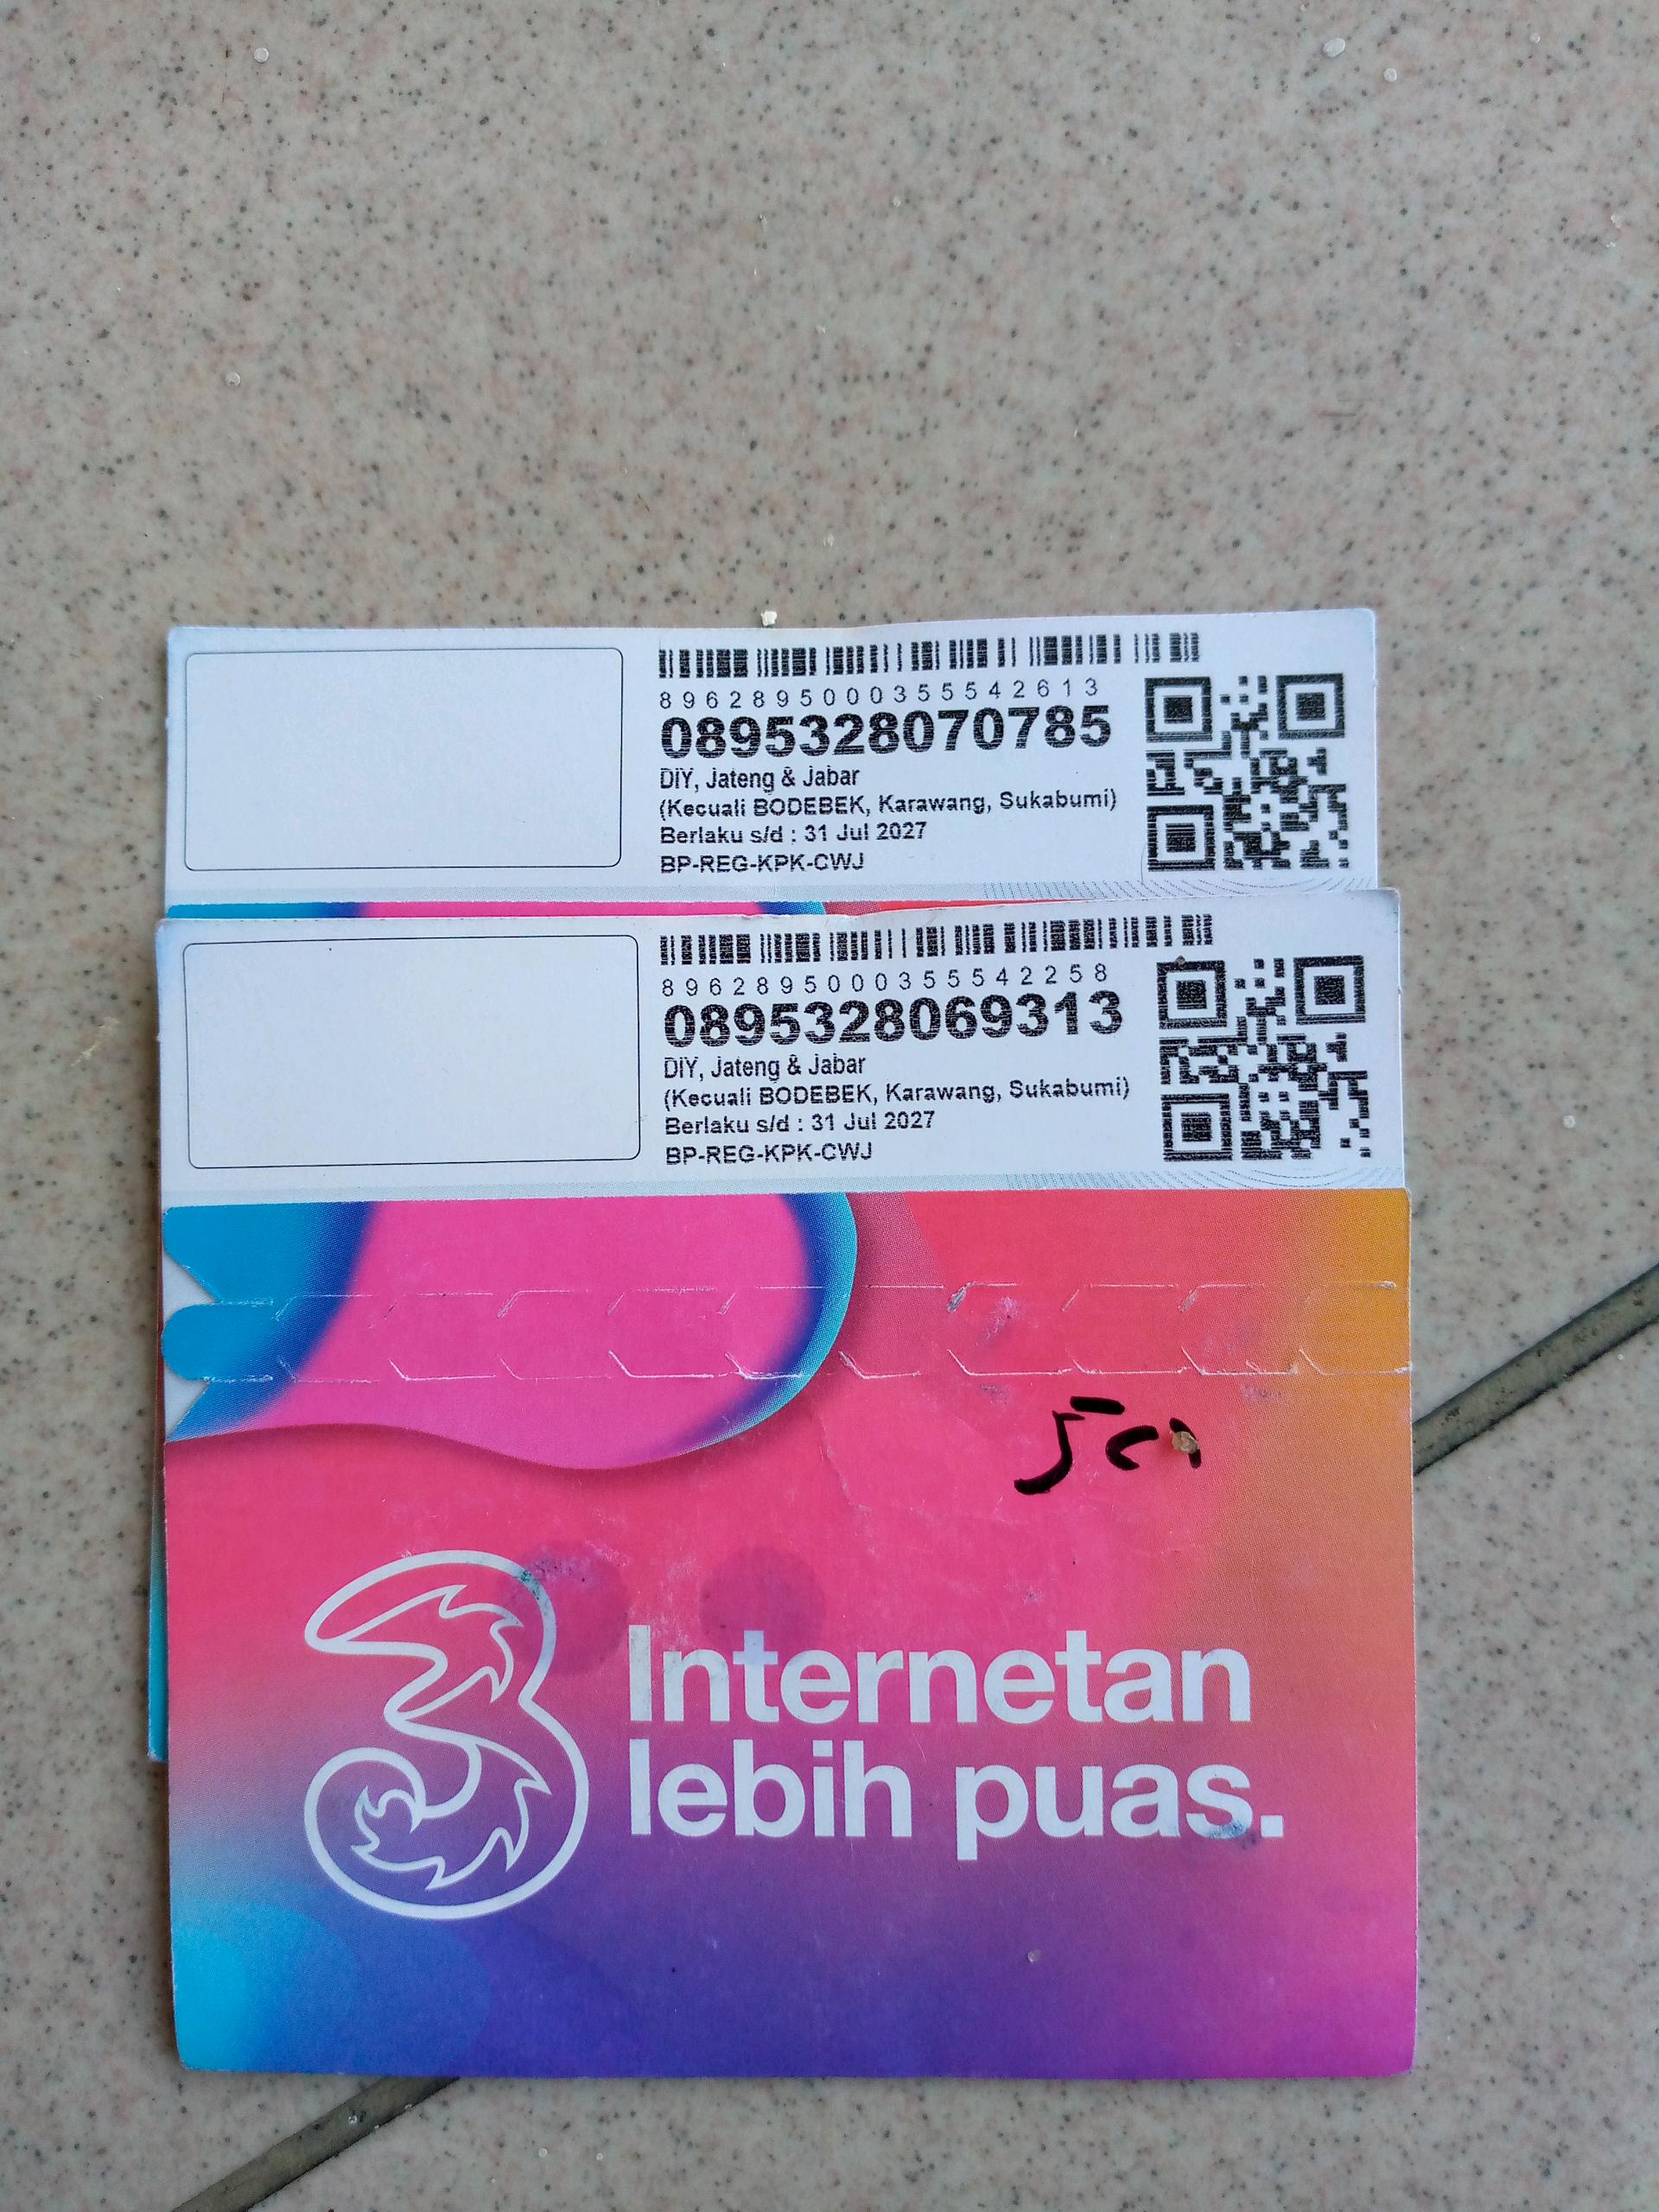 8962895000355542613
0895328070785
DIY, Jateng & Jabar
(Kecuali BODEBEK, Karawang, Sukabumi)
Berlaku s/d : 31 Jul 2027
BP-REG-KPK-CWJ
8962895000355542258
0895328069313
DIY, Jateng & Jabar
(Kecuali BODEBEK, Karawang, Sukabumi)
Berlaku s/d : 31 Jul 2027
BP-REG-KPK-CWJ
3
Internetan
lebih puas.